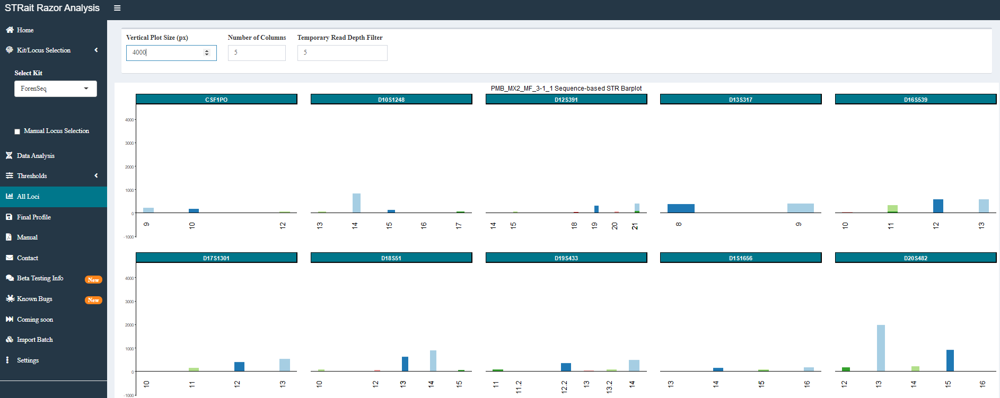 STRait Razor Analysis
Home
Kit/Locus Selection
Select Kit
ForenSeq
Manual Locus Selection
Data Analysis
Thresholds
All Loci
Final Profile
Manual
Contact
Beta Testing Info New
Known Bugs New
Coming soon
Import Batch
Settings
Vertical Plot Size (px) Number of Columns Temporary Read Depth Filter
4000 5 5
PMB_MX2_MF_3-1_1 Sequence-based STR Barplot
CSF1PO D10S1248 D12S391 D13S317 D16S539
4000
3000
2000
1000
0
-1000
9 10 12 13 14 15 16 17 14 15 18 19 20 21 8 9 10 11 12 13
D17S1301 D18S51 D19S433 D1S1656 D20S482
4000
3000
2000
1000
0
-1000
10 11 12 13 10 12 13 14 15 11 11.2 12.2 13 13.2 14 13 14 15 16 12 13 14 15 16